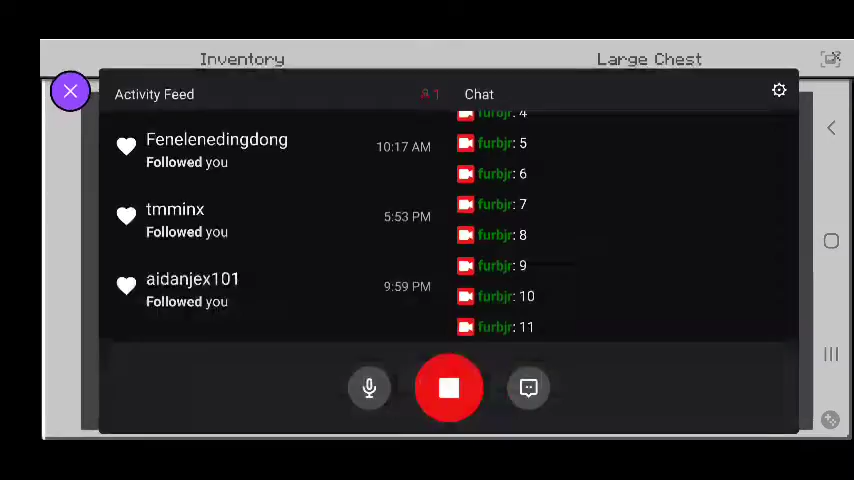 Inventory
Large Chest
Activity Feed
1
Chat
Fenelenedingdong
Followed you
10:17 AM
tmminx
Followed you
5:53 PM
aidanjex101
Followed you
9:59 PM
furbjr: 4
furbjr: 5
furbjr: 6
furbjr: 7
furbjr: 8
furbjr: 9
furbjr: 10
furbjr: 11